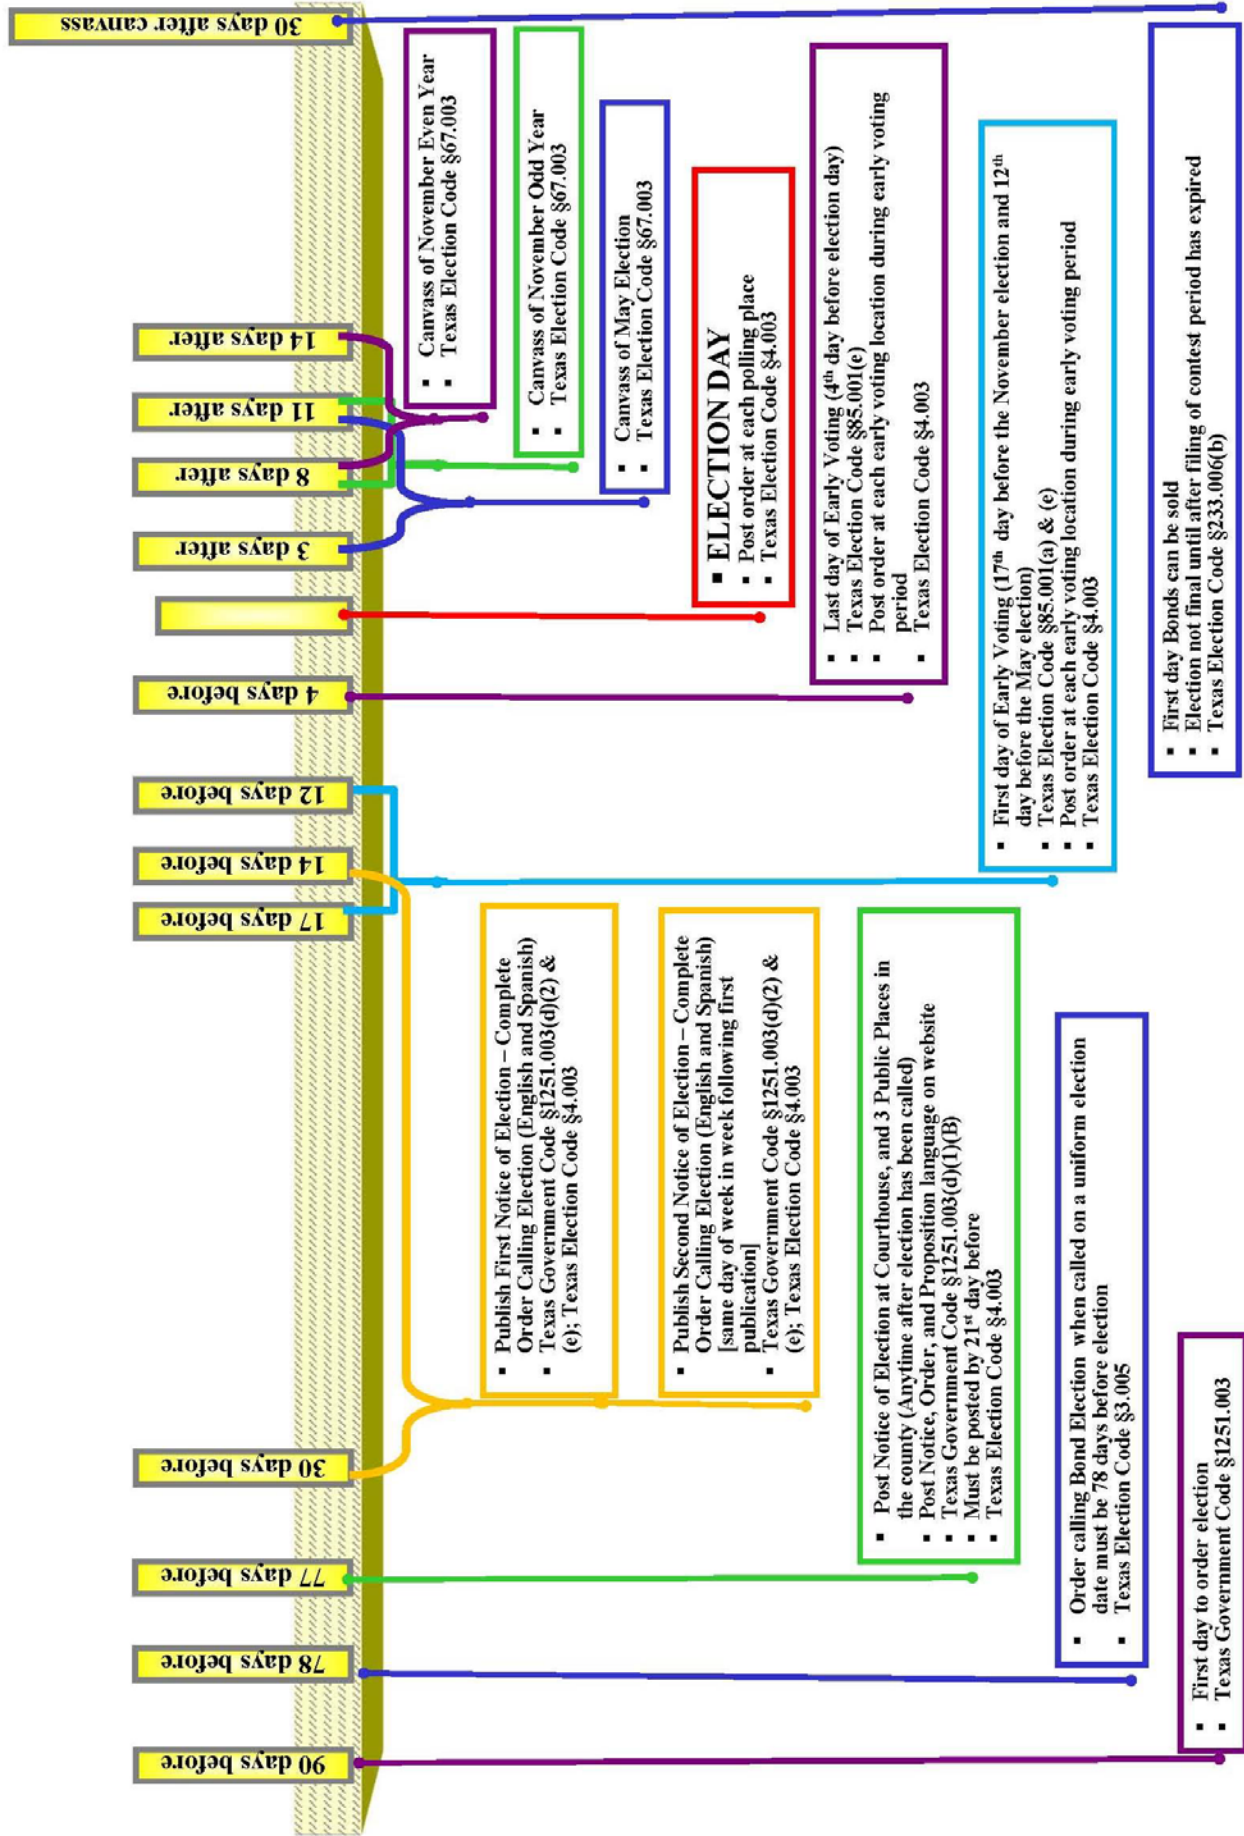 90 days before
78 days before
77 days before
30 days before
17 days before
14 days before
12 days before
4 days before
3 days after
8 days after
11 days after
14 days after
30 days after canvass
▪ Canvass of November Even Year
▪ Texas Election Code §67.003
▪ Canvass of November Odd Year
▪ Texas Election Code §67.003
▪ Canvass of May Election
▪ Texas Election Code §67.003
▪ ELECTION DAY
▪ Post order at each polling place
▪ Texas Election Code §4.003
▪ Last day of Early Voting (4th day before election day)
▪ Texas Election Code §85.001(e)
▪ Post order at each early voting location during early voting
period
▪ Texas Election Code §4.003
▪ Publish First Notice of Election – Complete
Order Calling Election (English and Spanish)
▪ Texas Government Code §1251.003(d)(2) &
(e); Texas Election Code §4.003
▪ Publish Second Notice of Election – Complete
Order Calling Election (English and Spanish)
[same day of week in week following first
publication]
▪ Texas Government Code §1251.003(d)(2) &
(e); Texas Election Code §4.003
▪ First day of Early Voting (17th day before the November election and 12th
day before the May election)
▪ Texas Election Code §85.001(a) & (e)
▪ Post order at each early voting location during early voting period
▪ Texas Election Code §4.003
▪ Post Notice of Election at Courthouse, and 3 Public Places in
the county (Anytime after election has been called)
▪ Post Notice, Order, and Proposition language on website
▪ Texas Government Code §1251.003(d)(1)(B)
▪ Must be posted by 21st day before
▪ Texas Election Code §4.003
▪ Order calling Bond Election when called on a uniform election
date must be 78 days before election
▪ Texas Election Code §3.005
▪ First day Bonds can be sold
▪ Election not final until after filing of contest period has expired
▪ Texas Election Code §233.006(b)
▪ First day to order election
▪ Texas Government Code §1251.003